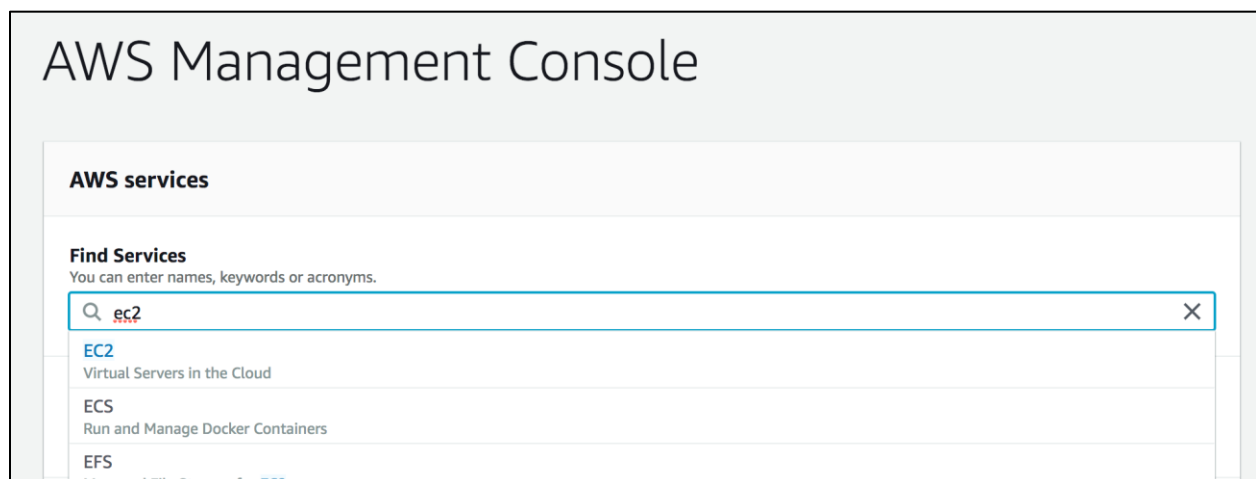 AWS Management Console
AWS services
Find Services
You can enter names, keywords or acronyms.
ec2
EC2
Virtual Servers in the Cloud
ECS
Run and Manage Docker Containers
EFS